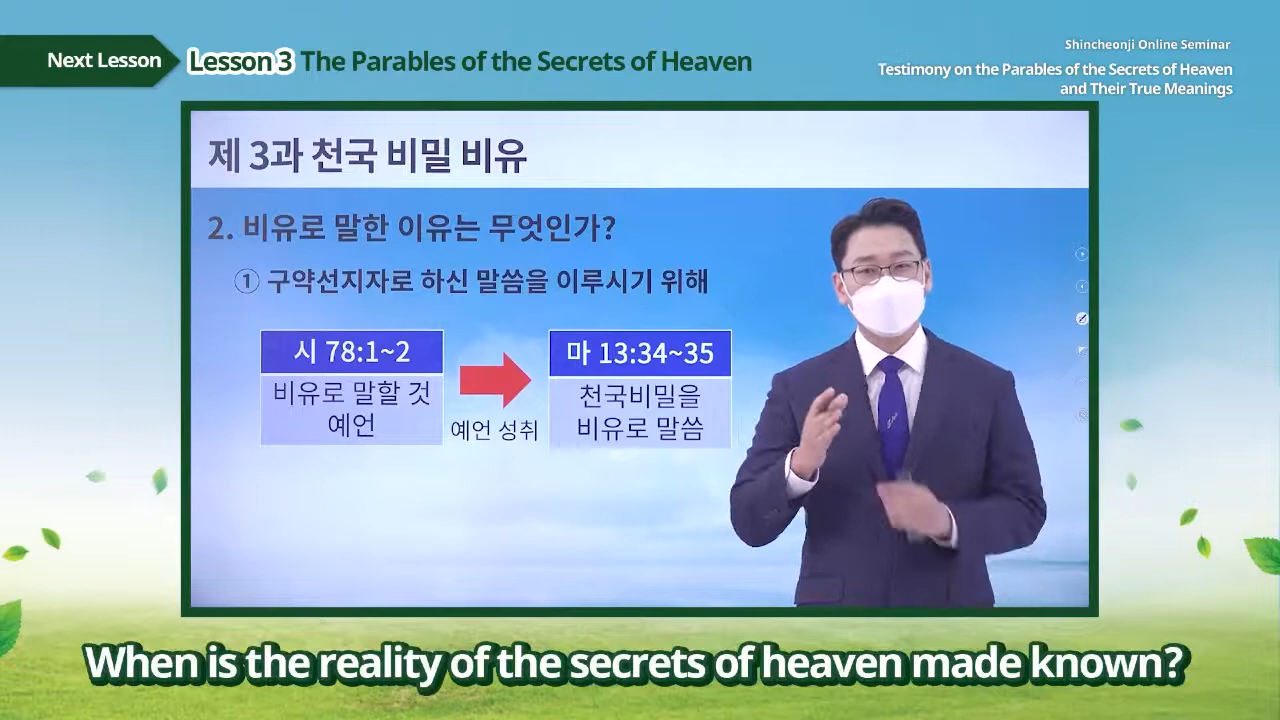 Next Lesson
Lesson 3 The Parables of the Secrets of Heaven
Shincheonji Online Seminar
Testimony on the Parables of the Secrets of Heaven
and Their True Meanings
제 3과 천국 비밀 비유
2. 비유로 말한 이유는 무엇인가?
① 구약선지자로 하신 말씀을 이루시기 위해
시 78:1~2
비유로 말할 것
예언
예언 성취
마 13:34~35
천국비밀을
비유로 말씀
When is the reality of the secrets of heaven made known?